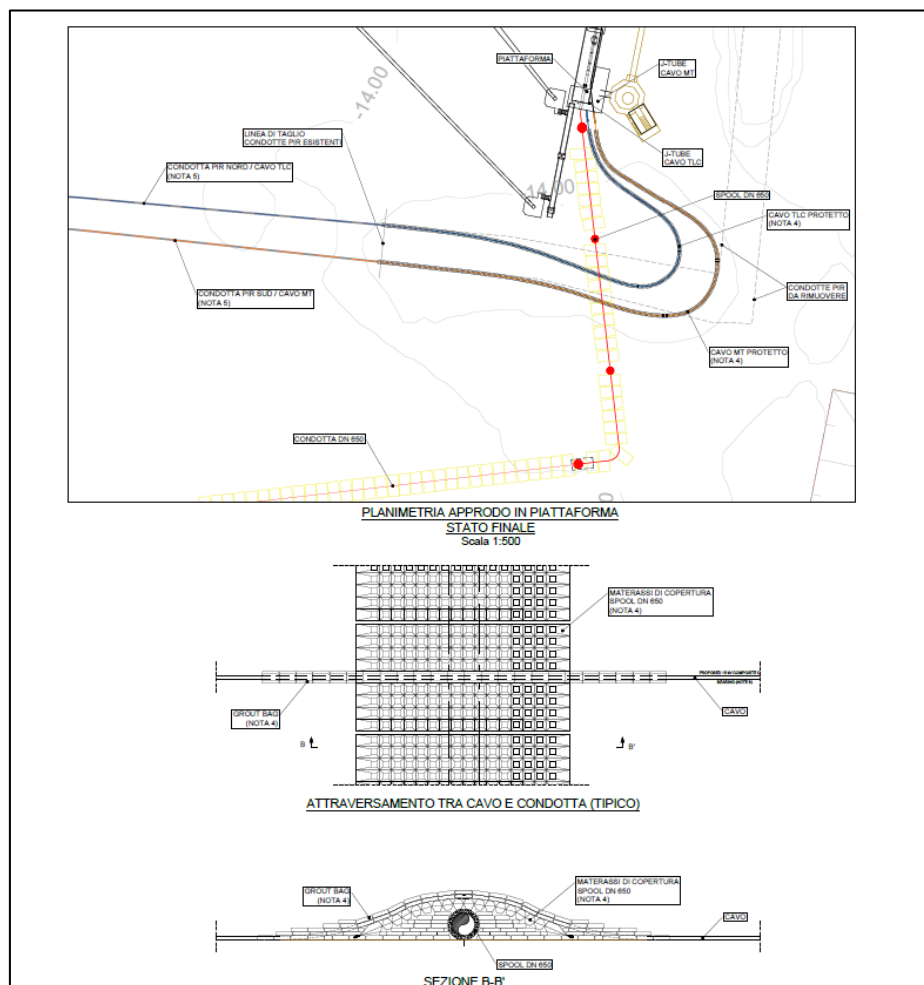 PIATTAFORMA
J-TUBE
CAVO MT
-14.00
LINEA DI TAGLIO
CONDOTTE PIR ESISTENTI
J-TUBE
CAVO TLC
CONDOTTA PIR NORD / CAVO TLC
(NOTA 5)
-14.00
SPOOL DN 650
CAVO TLC PROTETTO
(NOTA 4)
CONDOTTA PIR SUD / CAVO MT
(NOTA 5)
CONDOTTE PIR
DA RIMUOVERE
CAVO MT PROTETTO
(NOTA 4)
CONDOTTA DN 650
PLANIMETRIA APPRODO IN PIATTAFORMA
STATO FINALE
Scala 1:500
MATERASSI DI COPERTURA
SPOOL DN 650
(NOTA 4)
GROUT BAG
(NOTA 4)
CAVO
B
B'
ATTRAVERSAMENTO TRA CAVO E CONDOTTA (TIPICO)
GROUT BAG
(NOTA 4)
MATERASSI DI COPERTURA
SPOOL DN 650
(NOTA 4)
CAVO
SPOOL DN 650
SEZIONE B-B'